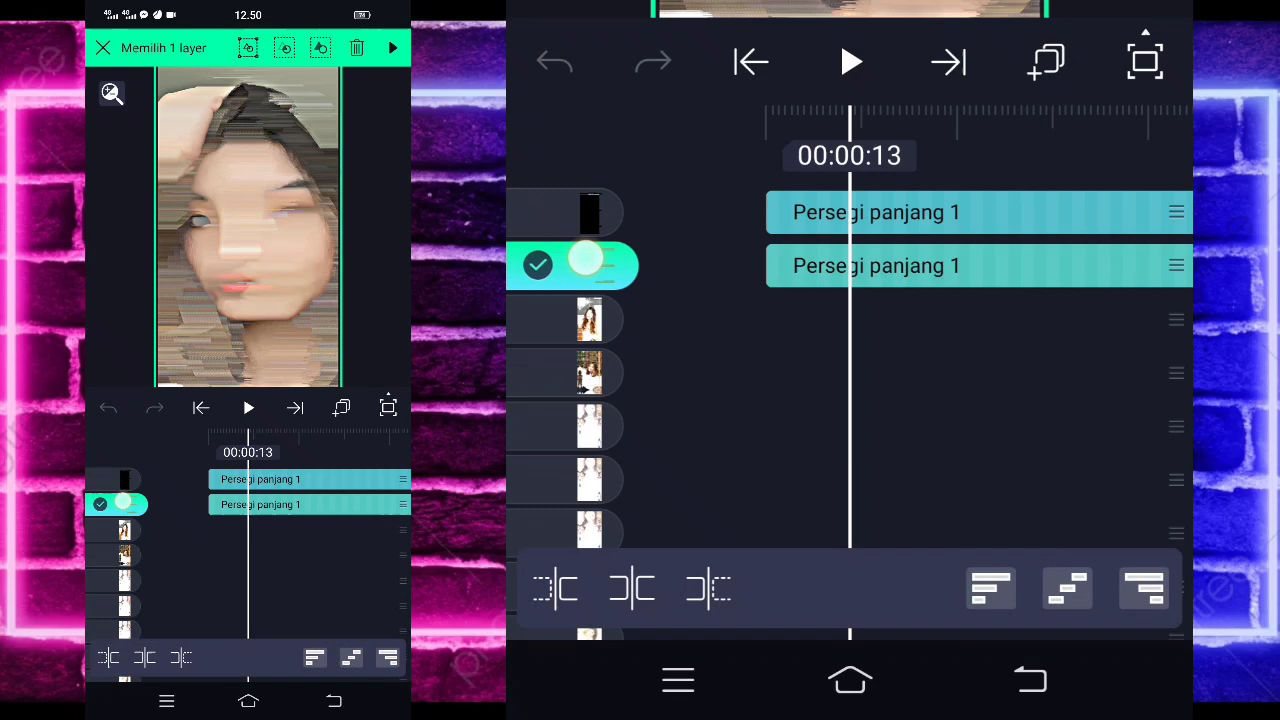 12.50
74
Memilih 1 layer
00:00:13
Persegi panjang 1
Persegi panjang 1
00:00:13
Persegi panjang 1
Persegi panjang 1